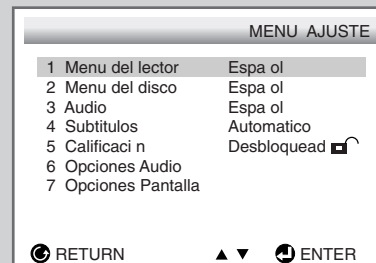 MENU AJUSTE
1 Menu del lector Espa ol
2 Menu del disco Espa ol
3 Audio Espa ol
4 Subtitulos Automatico
5 Calificaci n Desbloquead
6 Opciones Audio
7 Opciones Pantalla
RETURN ▲ ▼ ENTER